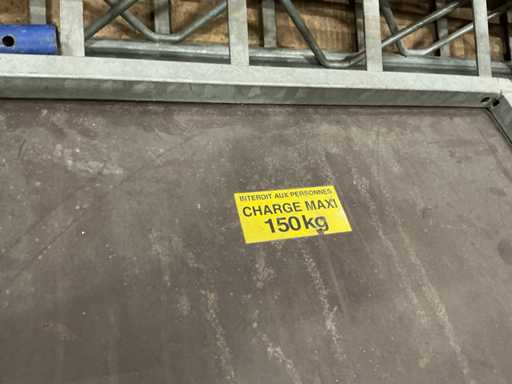 INTERDIT AUX PERSONNES
CHARGE MAXI
150kg